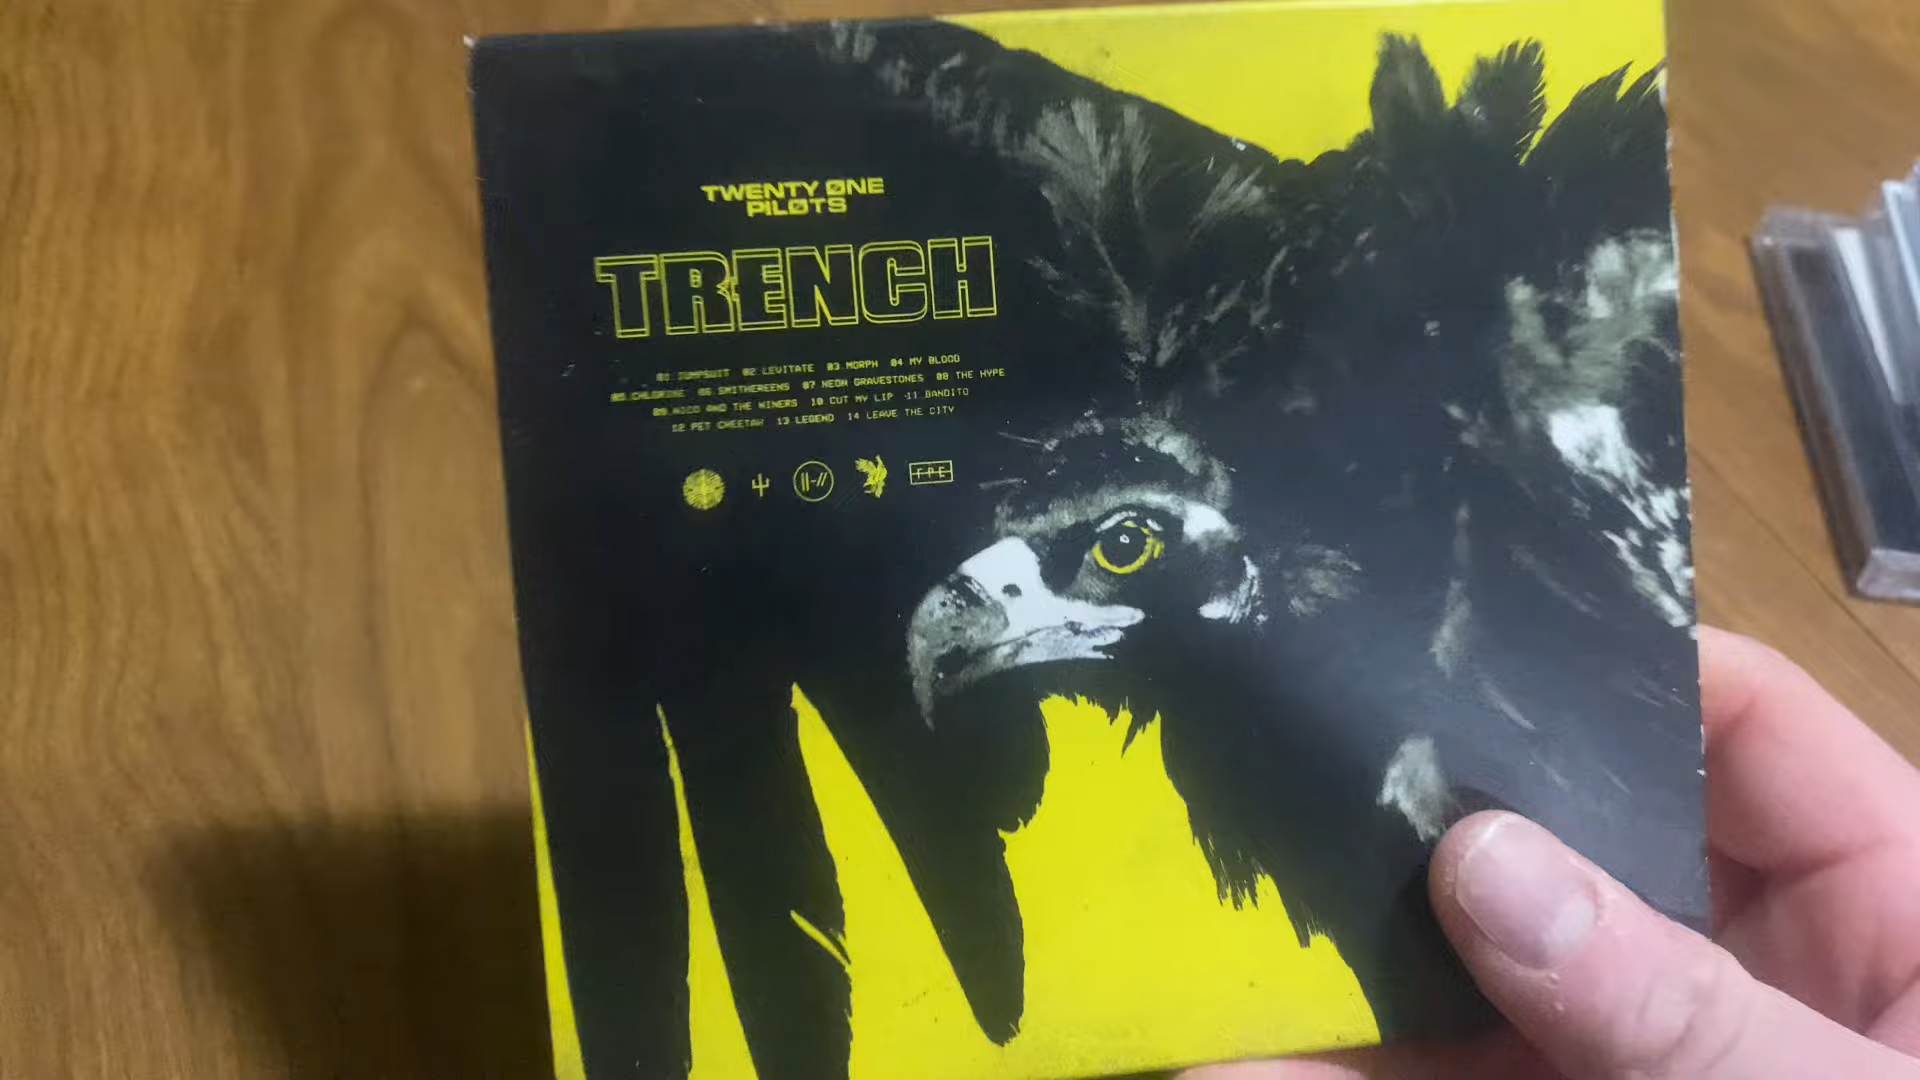 TWENTY ØNE
PILØTS
TRENCH
01 JUMPSUIT 02 LEVITATE 03 MORPH 04 MY BLOOD
05 CHLORINE 06 SMITHEREENS 07 NEON GRAVESTONES 08 THE HYPE
09 NICO AND THE NINERS 10 CUT MY LIP 11 BANDITO
12 PET CHEETAH 13 LEGEND 14 LEAVE THE CITY
||-//
FPE